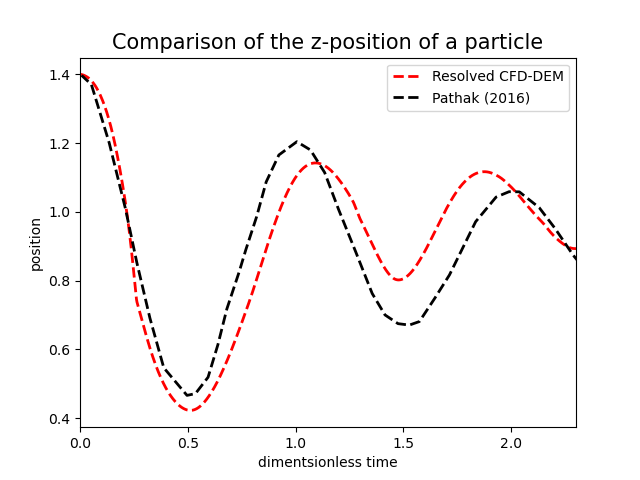 Comparison of the z-position of a particle
Resolved CFD-DEM
Pathak (2016)
1.4
1.2
1.0
0.8
0.6
0.4
position
0.0
0.5
1.0
1.5
2.0
dimentsionless time